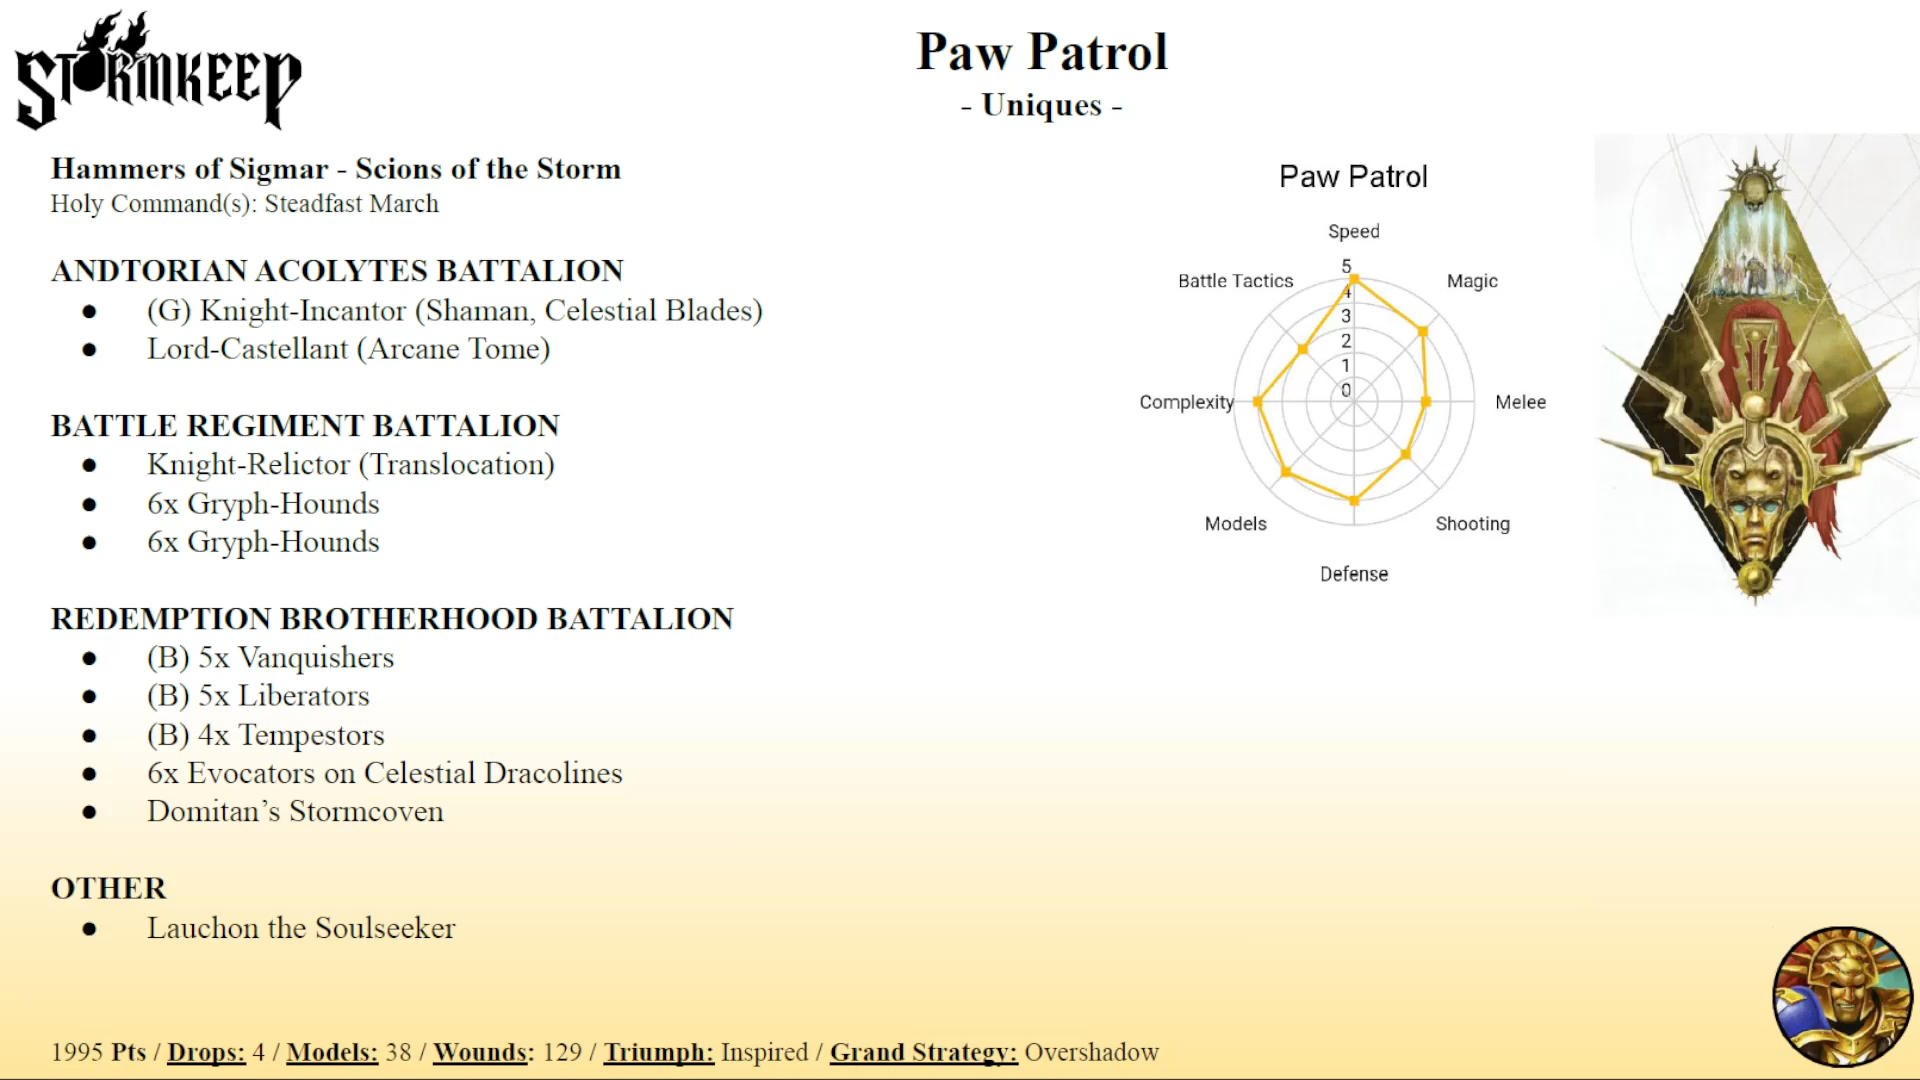 STORMKEEP
Paw Patrol
- Uniques -
Hammers of Sigmar - Scions of the Storm
Holy Command(s): Steadfast March
ANDTORIAN ACOLYTES BATTALION
● (G) Knight-Incantor (Shaman, Celestial Blades)
● Lord-Castellant (Arcane Tome)
BATTLE REGIMENT BATTALION
● Knight-Relictor (Translocation)
● 6x Gryph-Hounds
● 6x Gryph-Hounds
REDEMPTION BROTHERHOOD BATTALION
● (B) 5x Vanquishers
● (B) 5x Liberators
● (B) 4x Tempestors
● 6x Evocators on Celestial Dracolines
● Domitan’s Stormcoven
OTHER
● Lauchon the Soulseeker
Paw Patrol
Speed
Battle Tactics
Magic
5
4
3
2
1
0
Complexity
Melee
Models
Shooting
Defense
1995 Pts / Drops: 4 / Models: 38 / Wounds: 129 / Triumph: Inspired / Grand Strategy: Overshadow